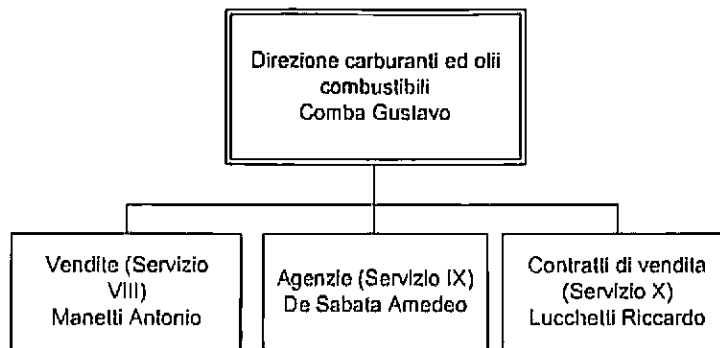 Direzione carburanti ed olii
combustibili
Comba Gustavo
Vendite (Servizio
VIII)
Manetti Antonio
Agenzie (Servizio IX)
De Sabata Amedeo
Contratti di vendita
(Servizio X)
Lucchetti Riccardo